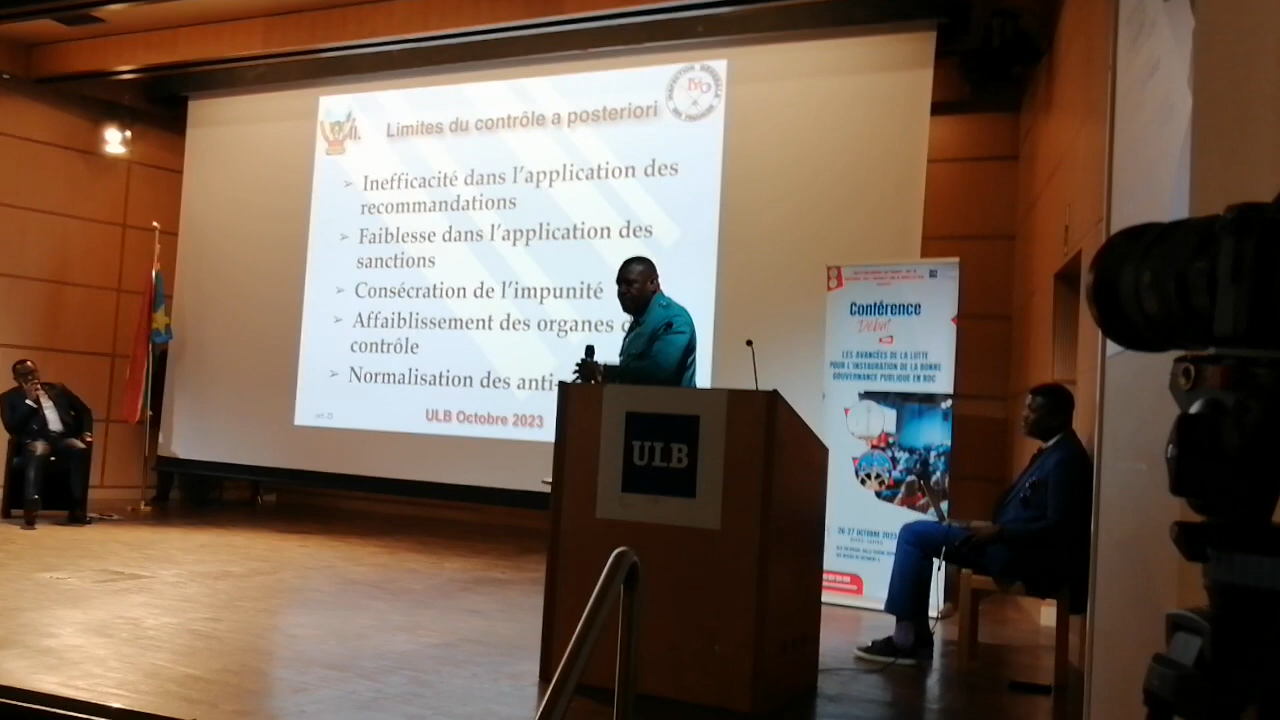 II. Limites du contrôle a posteriori
➢ Inefficacité dans l'application des
recommandations
➢ Faiblesse dans l'application des
sanctions
➢ Consécration de l'impunité
➢ Affaiblissement des organes
contrôle
➢ Normalisation des anti-
ULB Octobre 2023
ULB
Conférence
Débat
LES AVANCÉES DE LA LUTTE
POUR L'INSTAURATION DE LA BONNE
GOUVERNANCE PUBLIQUE EN RDC
26-27 OCTOBRE 2023